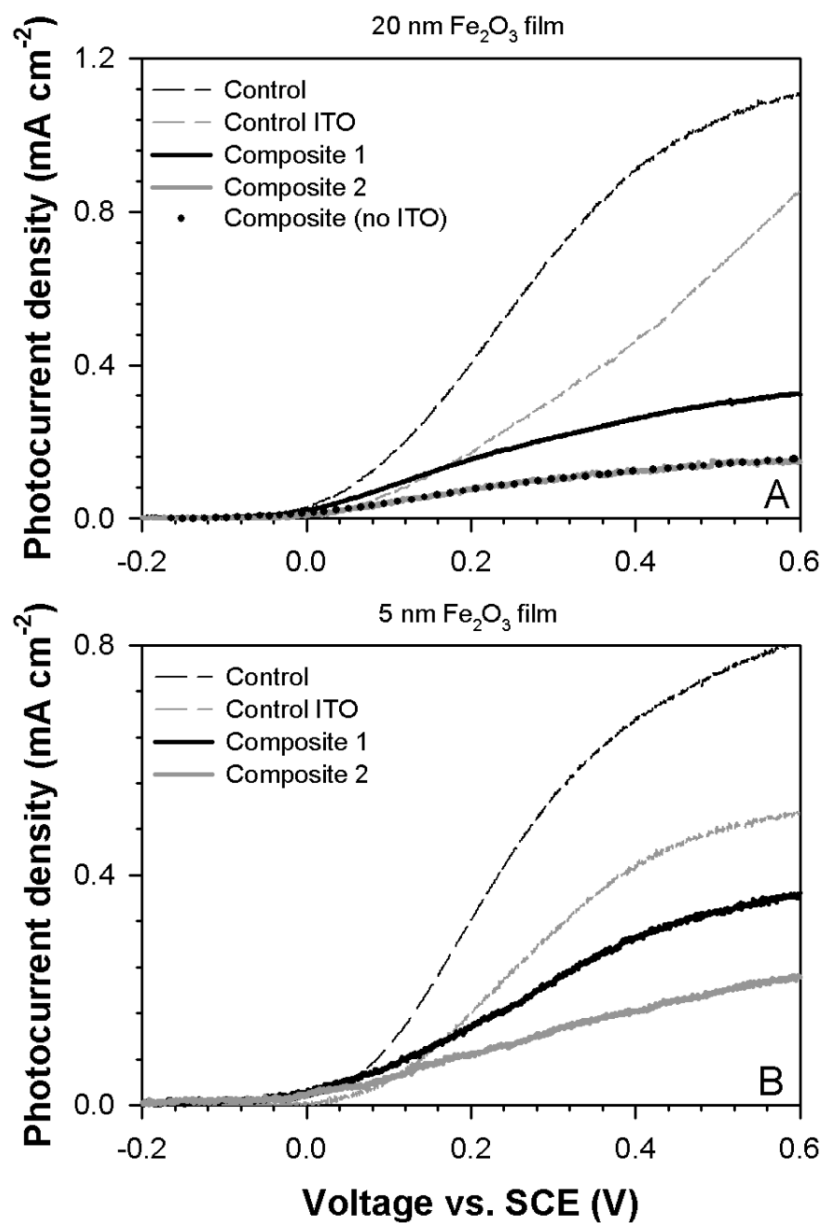 20 nm Fe₂O₃ film
Photocurrent density (mA cm⁻²)
1.2
0.8
0.4
0.0
Control
Control ITO
Composite 1
Composite 2
Composite (no ITO)
A
-0.2 0.0 0.2 0.4 0.6
5 nm Fe₂O₃ film
Photocurrent density (mA cm⁻²)
0.8
0.4
0.0
Control
Control ITO
Composite 1
Composite 2
B
-0.2 0.0 0.2 0.4 0.6
Voltage vs. SCE (V)